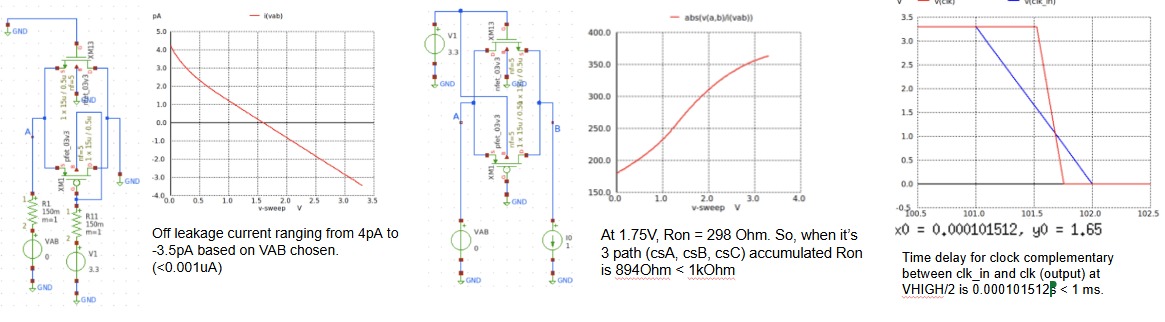 GND
XM13
nfet_03v3
nf=5
1 x 15u / 0.5u
GND
A
pfet_03v3
nf=5
1 x 15u / 0.5u
XM1
GND
R1
150m
m=1
R11
150m
m=1
VAB
0
V1
3.3
GND
GND
pA
i(vab)
5.0
4.0
3.0
2.0
1.0
0.0
-1.0
-2.0
-3.0
-4.0
0.0 0.5 1.0 1.5 2.0 2.5 3.0 3.5
v-sweep V
Off leakage current ranging from 4pA to
-3.5pA based on VAB chosen.
(<0.001uA)
V1
3.3
GND
XM13
nfet_03v3
nf=5
GND
A
B
pfet_03v3
nf=5
1 x 15u / 0.5u
XM1
GND
VAB
0
I0
1
GND
GND
abs(v(a,b)/i(vab))
400.0
350.0
300.0
250.0
200.0
150.0
0.0 1.0 2.0 3.0 4.0
v-sweep V
At 1.75V, Ron = 298 Ohm. So, when it's
3 path (csA, csB, csC) accumulated Ron
is 894Ohm < 1kOhm
V v(clk) v(clk_in)
3.5
3.0
2.5
2.0
1.5
1.0
0.5
0.0
-0.5
100.5 101.0 101.5 102.0 102.5
x0 = 0.000101512, y0 = 1.65
Time delay for clock complementary
between clk_in and clk (output) at
VHIGH/2 is 0.000101512s < 1 ms.